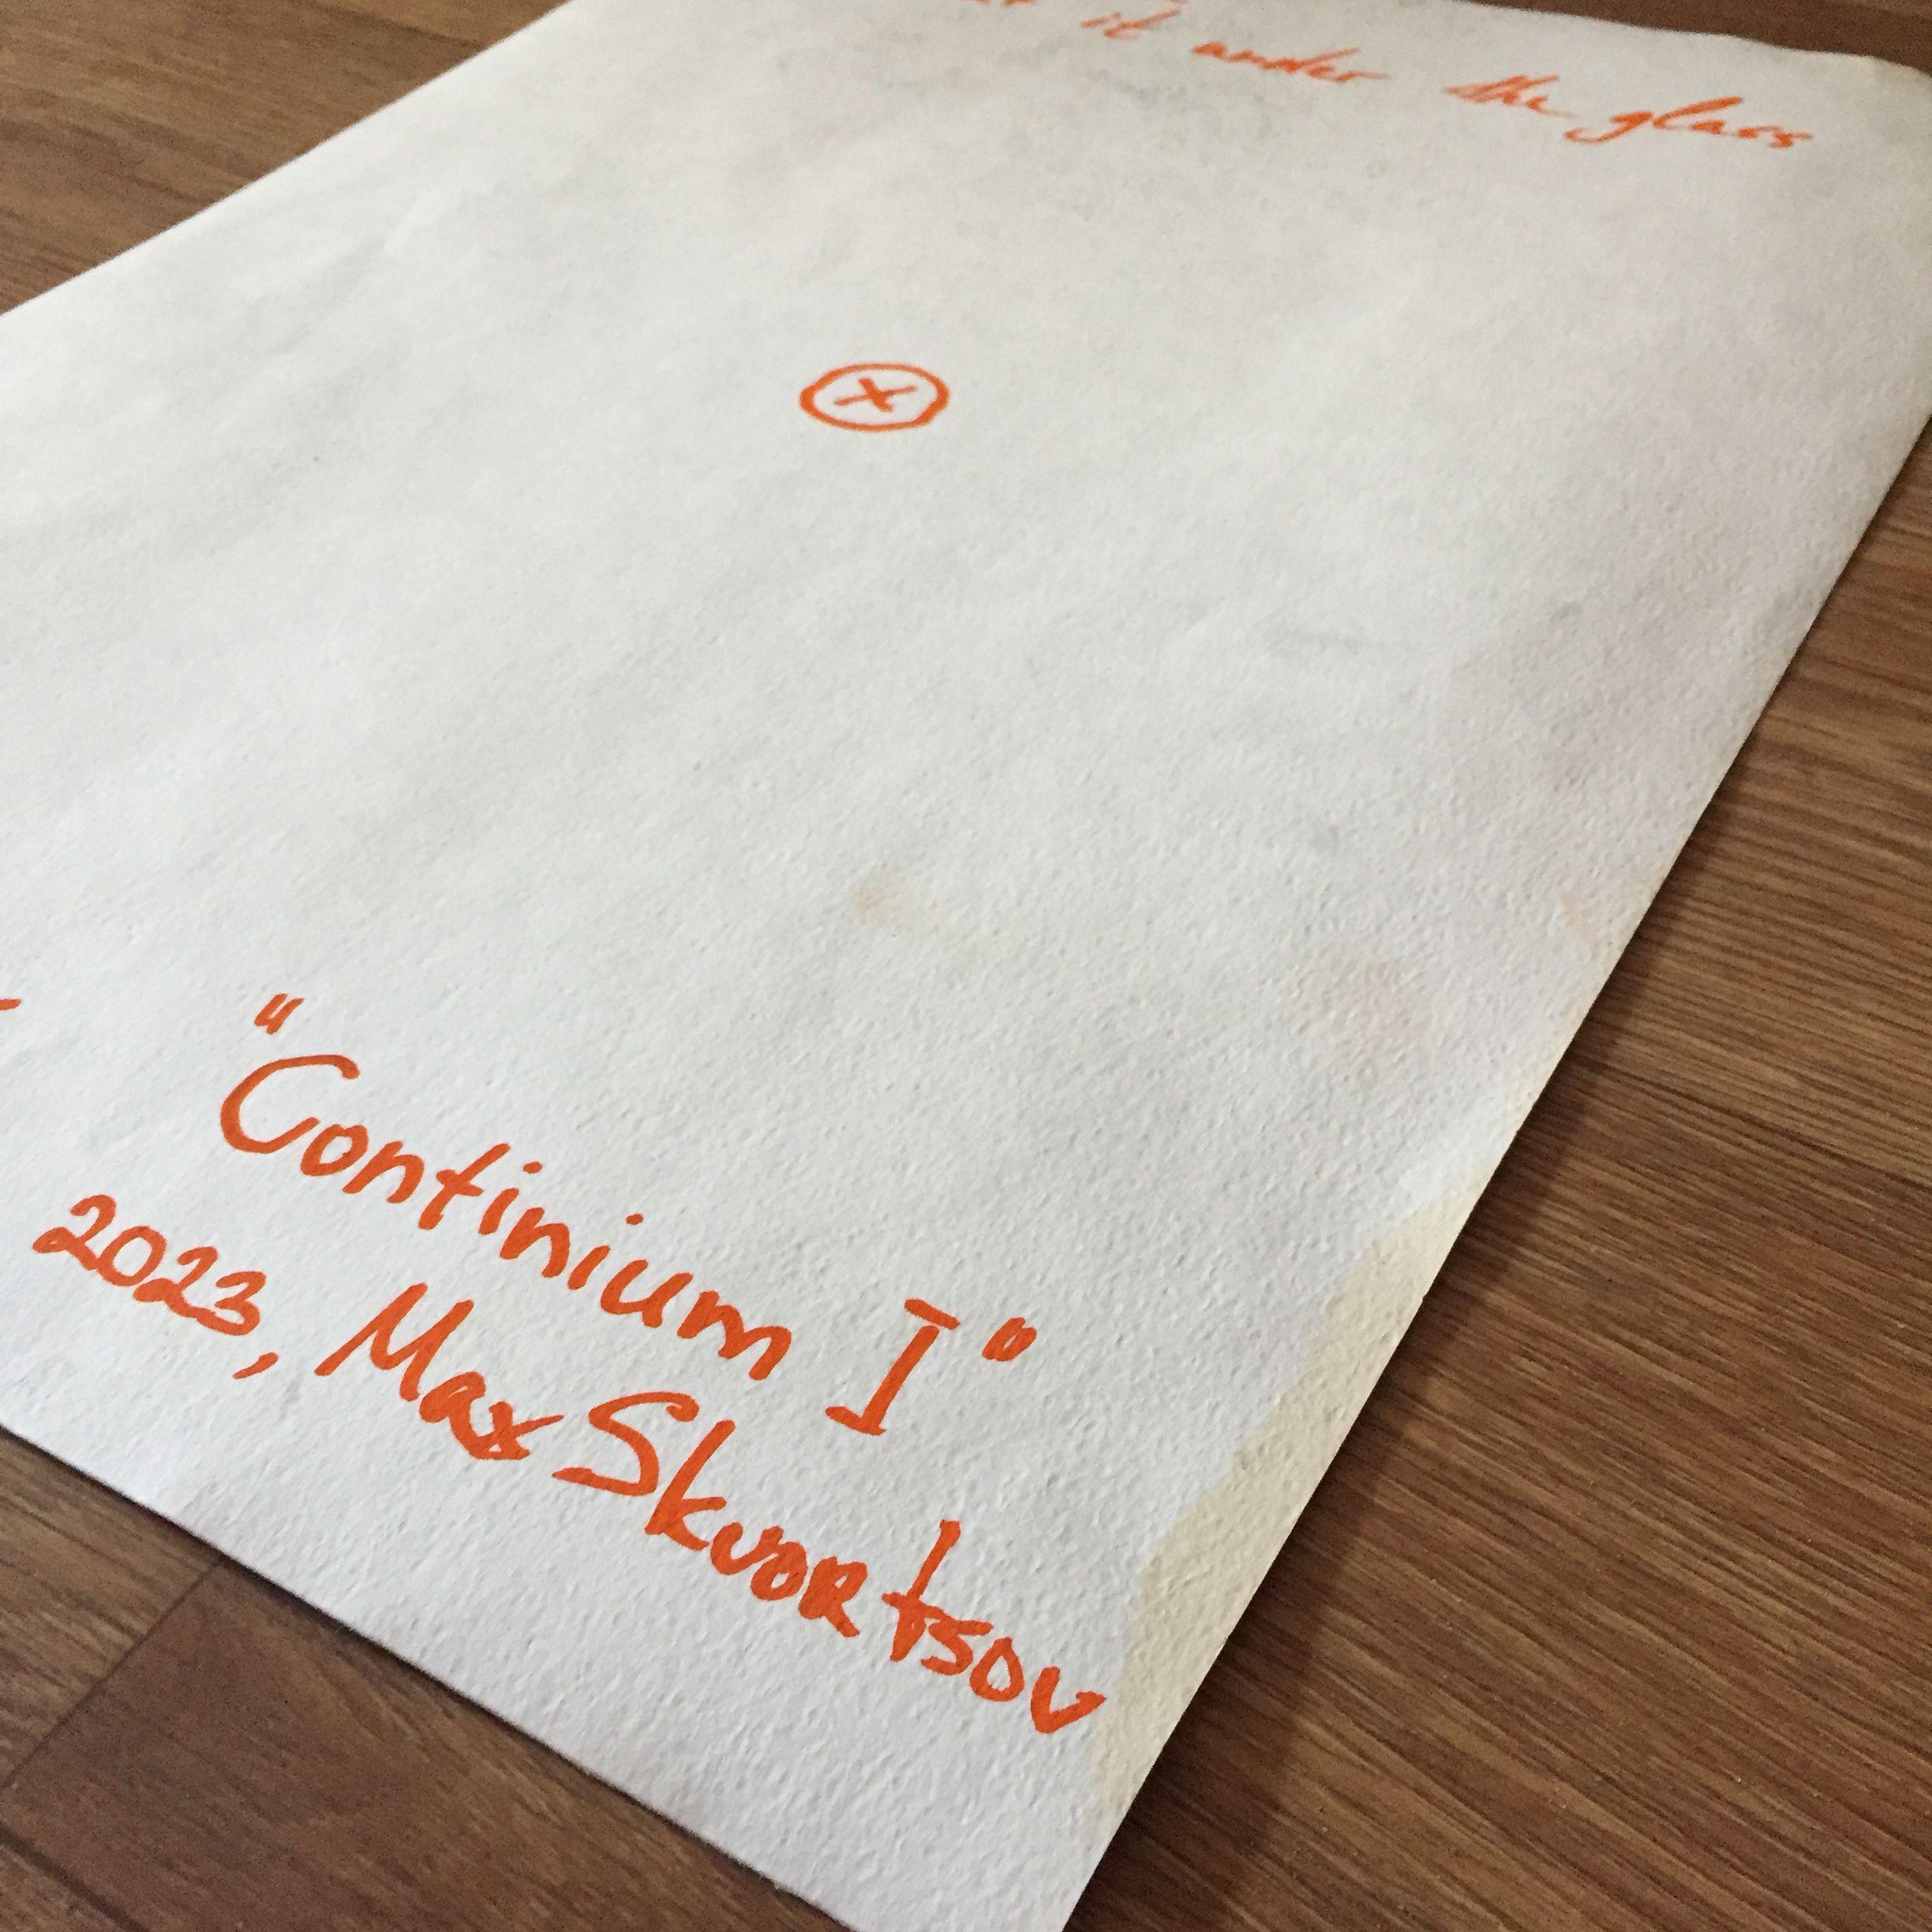 it under the glass
X
"Continium I"
2023, Max Skvortsov